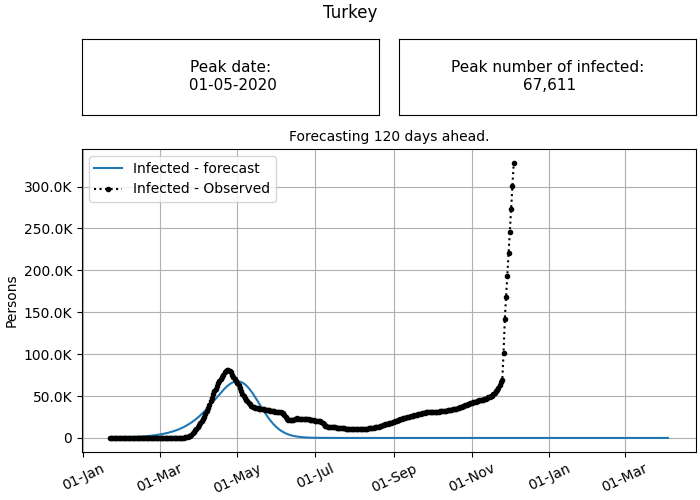 Turkey
Peak date:
01-05-2020
Peak number of infected:
67,611
Forecasting 120 days ahead.
Infected - forecast
Infected - Observed
Persons
300.0K
250.0K
200.0K
150.0K
100.0K
50.0K
0
01-Jan
01-Mar
01-May
01-Jul
01-Sep
01-Nov
01-Jan
01-Mar